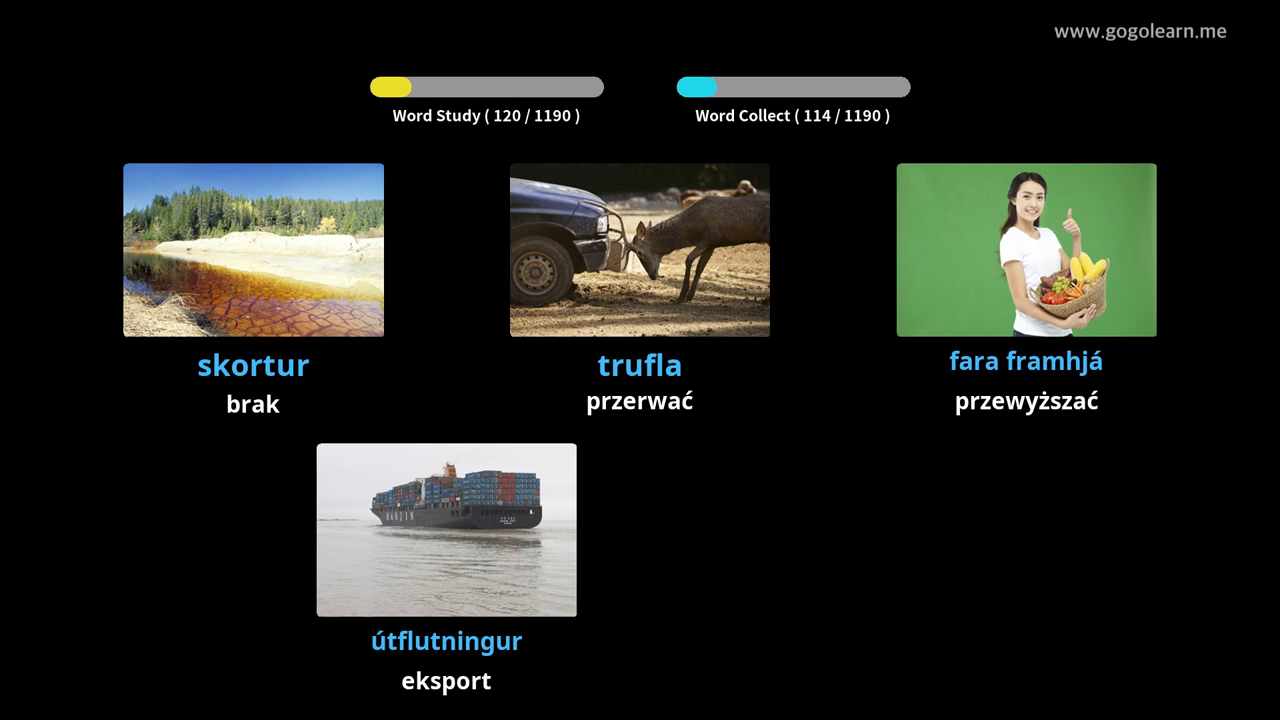 www.gogolearn.me
Word Study ( 120 / 1190 )
Word Collect ( 114 / 1190 )
skortur
brak
trufla
przerwać
fara framhjá
przewyższać
HANJIN
útflutningur
eksport